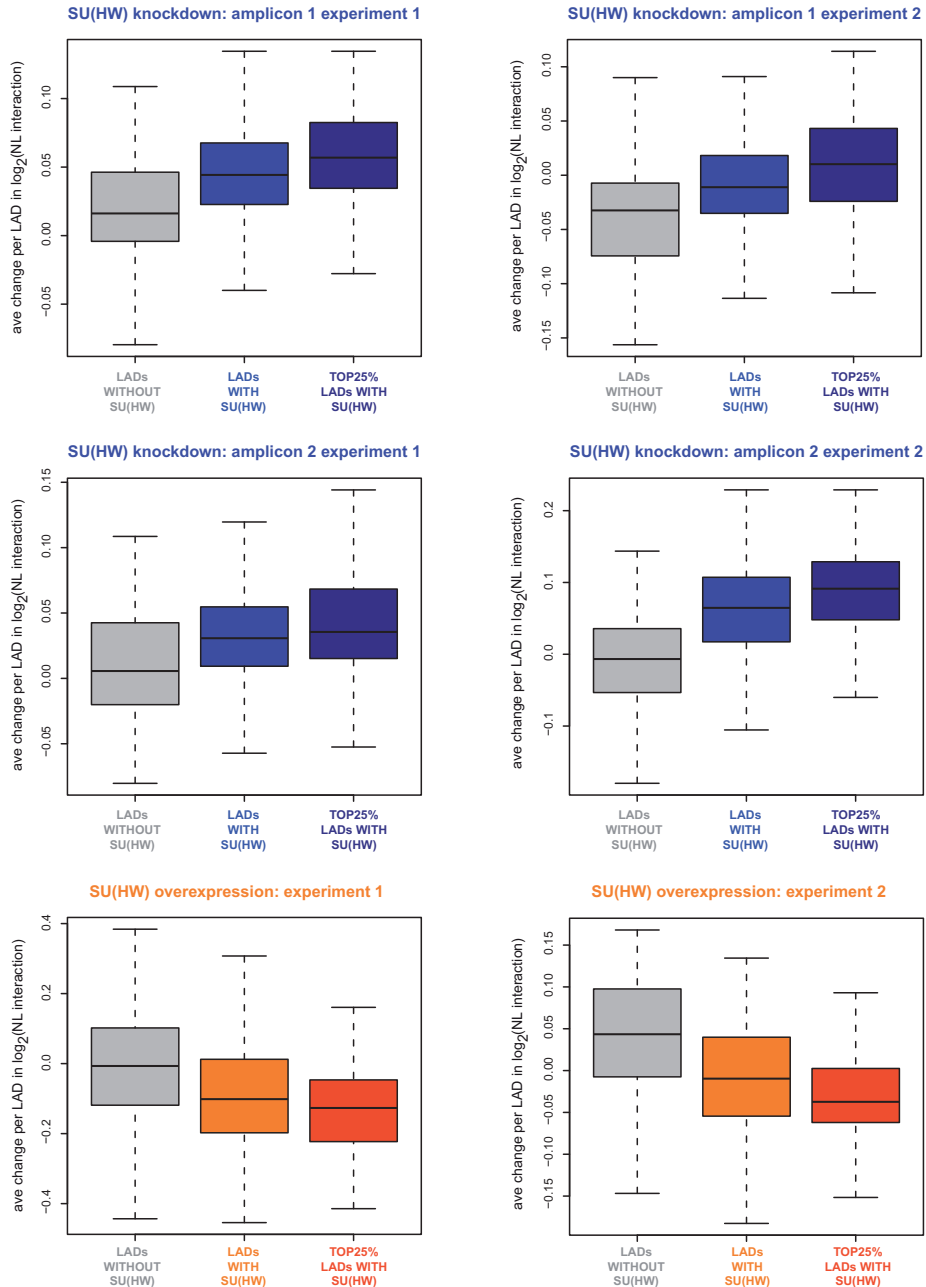 SU(HW) knockdown: amplicon 1 experiment 1
ave change per LAD in log2(NL interaction)
0.10
0.05
0.00
−0.05
LADs WITHOUT SU(HW)
LADs WITH SU(HW)
TOP25% LADs WITH SU(HW)
SU(HW) knockdown: amplicon 1 experiment 2
ave change per LAD in log2(NL interaction)
0.10
0.05
0.00
−0.05
−0.10
−0.15
LADs WITHOUT SU(HW)
LADs WITH SU(HW)
TOP25% LADs WITH SU(HW)
SU(HW) knockdown: amplicon 2 experiment 1
ave change per LAD in log2(NL interaction)
0.15
0.10
0.05
0.00
−0.05
LADs WITHOUT SU(HW)
LADs WITH SU(HW)
TOP25% LADs WITH SU(HW)
SU(HW) knockdown: amplicon 2 experiment 2
ave change per LAD in log2(NL interaction)
0.2
0.1
0.0
−0.1
LADs WITHOUT SU(HW)
LADs WITH SU(HW)
TOP25% LADs WITH SU(HW)
SU(HW) overexpression: experiment 1
ave change per LAD in log2(NL interaction)
0.4
0.2
0.0
−0.2
−0.4
LADs WITHOUT SU(HW)
LADs WITH SU(HW)
TOP25% LADs WITH SU(HW)
SU(HW) overexpression: experiment 2
ave change per LAD in log2(NL interaction)
0.15
0.10
0.05
0.00
−0.05
−0.10
−0.15
LADs WITHOUT SU(HW)
LADs WITH SU(HW)
TOP25% LADs WITH SU(HW)